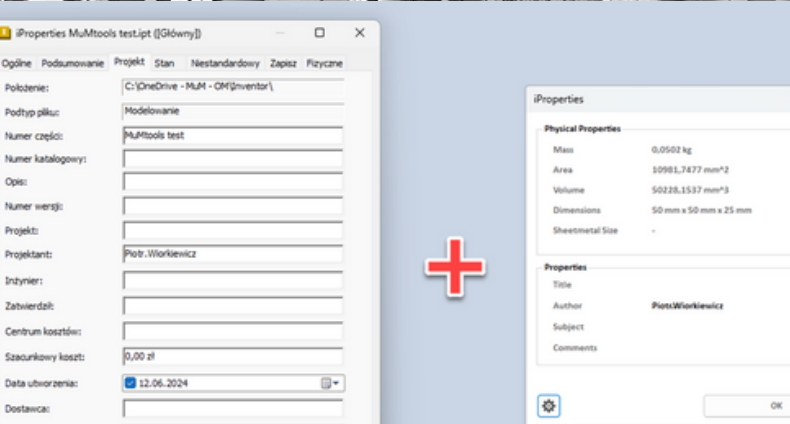 iProperties MuMtools test.ipt ([Główny])
Ogólne Podsumowanie Projekt Stan Niestandardowy Zapisz Fizyczne
Położenie: C:\OneDrive - MuM - OM\Inventor\
Podtyp pliku: Modelowanie
Numer części: MuMtools test
Numer katalogowy:
Opis:
Numer wersji:
Projekt:
Projektant: Piotr.Wiorkiewicz
Inżynier:
Zatwierdził:
Centrum kosztów:
Szacunkowy koszt: 0,00 zł
Data utworzenia: 12.06.2024
Dostawca:
iProperties
Physical Properties
Mass 0,0502 kg
Area 10981,7477 mm^2
Volume 50228,1537 mm^3
Dimensions 50 mm x 50 mm x 25 mm
Sheetmetal Size -
Properties
Title
Author Piotr.Wiorkiewicz
Subject
Comments
OK